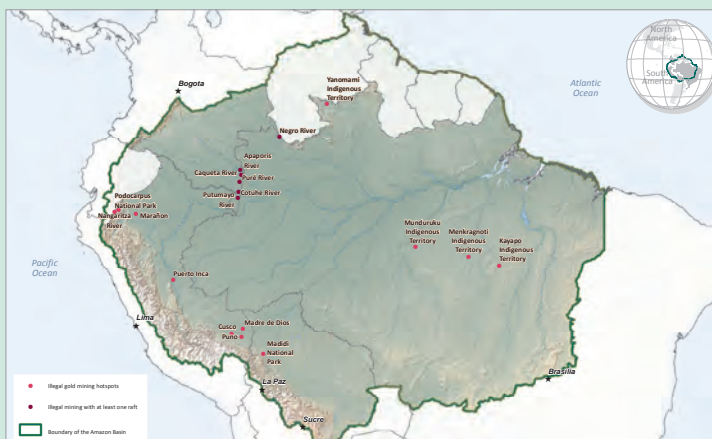 North
America
South
America
Atlantic
Ocean
Bogota
Yanomami
Indigenous
Territory
Negro River
Apaporis
River
Caqueta River
Puré River
Cotuhe River
Putumayo
River
Podocarpus
National Park
Nangaritza
River
Marañon
Munduruku
Indigenous
Territory
Menkragnoti
Indigenous
Territory
Kayapo
Indigenous
Territory
Pacific
Ocean
Puerto Inca
Lima
Cusco
Madre de Dios
Puno
Madidi
National
Park
La Paz
Brasilia
Sucre
Illegal gold mining hotspots
Illegal mining with at least one raft
Boundary of the Amazon Basin